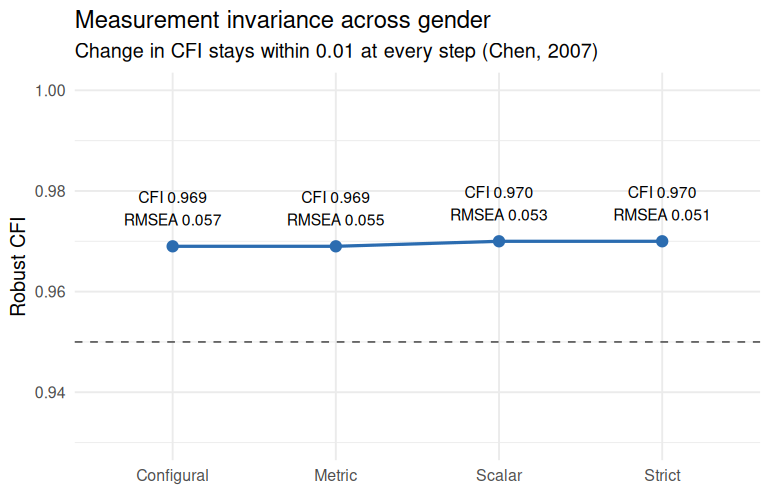 Measurement invariance across gender
Change in CFI stays within 0.01 at every step (Chen, 2007)
Robust CFI
1.00
0.98
0.96
0.94
CFI 0.969
RMSEA 0.057
CFI 0.969
RMSEA 0.055
CFI 0.970
RMSEA 0.053
CFI 0.970
RMSEA 0.051
Configural
Metric
Scalar
Strict